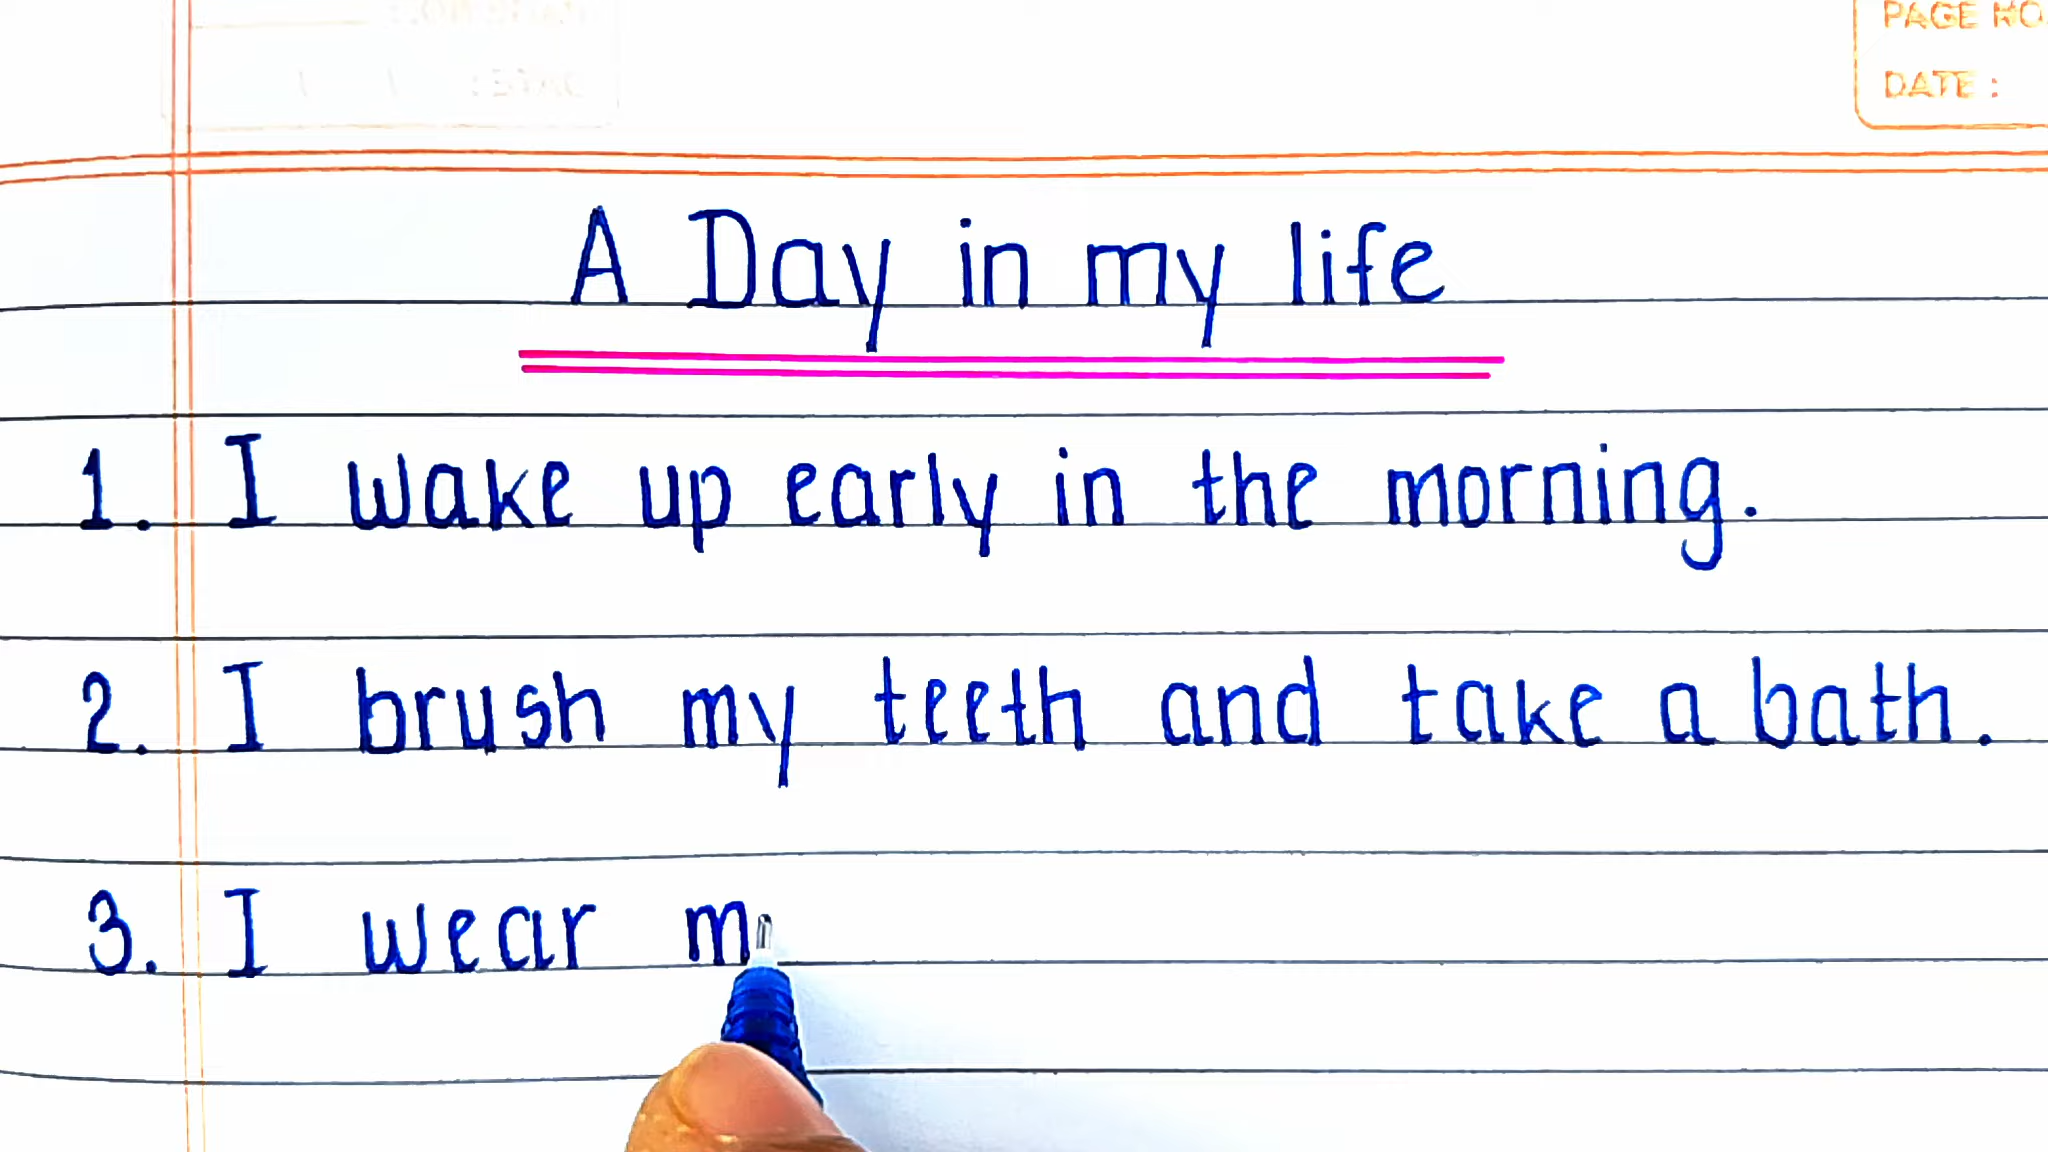 PAGE NO
DATE :
A Day in my life
1. I wake up early in the morning.
2. I brush my teeth and take a bath.
3. I wear m